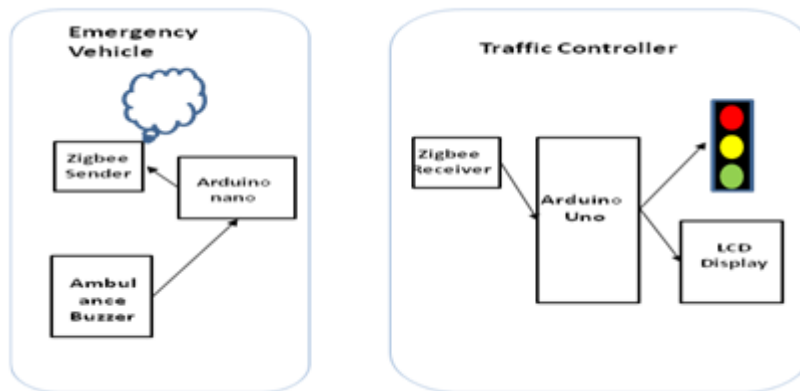 Emergency
Vehicle
Zigbee
Sender
Arduino
nano
Ambul
ance
Buzzer
Traffic Controller
Zigbee
Receiver
Arduino
Uno
LCD
Display